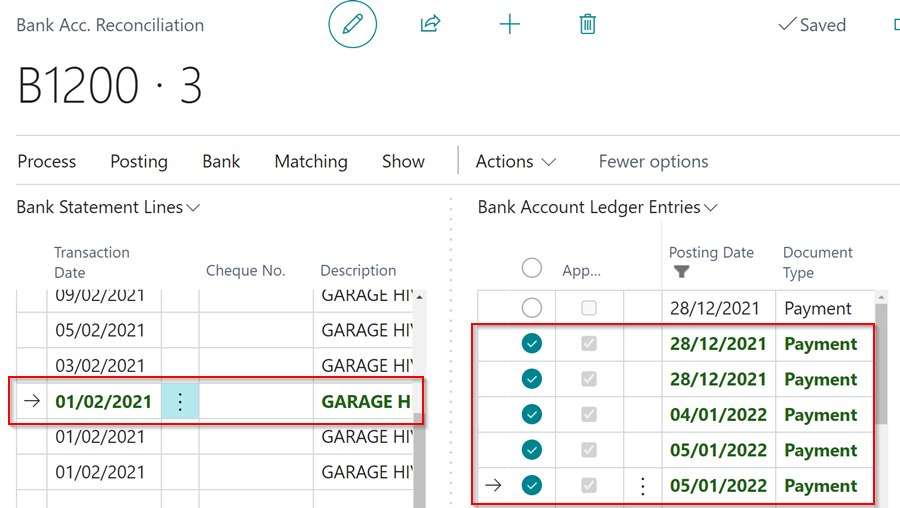 Bank Acc. Reconciliation
Saved
B1200 · 3
Process Posting Bank Matching Show Actions Fewer options
Bank Statement Lines
Transaction
Date Cheque No. Description
09/02/2021 GARAGE HI
05/02/2021 GARAGE HI
03/02/2021 GARAGE HI
01/02/2021 GARAGE H
01/02/2021 GARAGE HI
01/02/2021 GARAGE HI
Bank Account Ledger Entries
App... Posting Date Document
Type
28/12/2021 Payment
28/12/2021 Payment
28/12/2021 Payment
04/01/2022 Payment
05/01/2022 Payment
05/01/2022 Payment